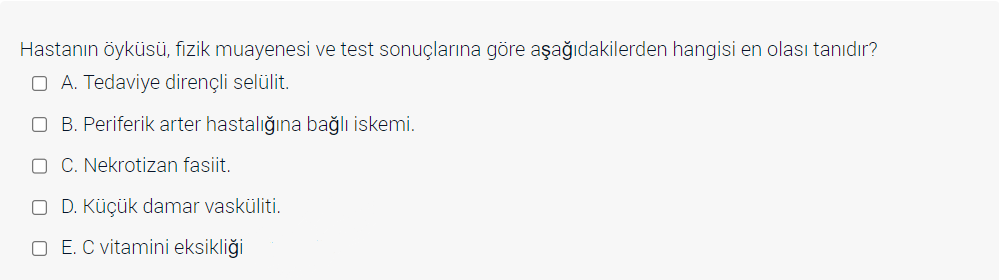 Hastanın öyküsü, fizik muayenesi ve test sonuçlarına göre aşağıdakilerden hangisi en olası tanıdır?
A. Tedaviye dirençli selülit.
B. Periferik arter hastalığına bağlı iskemi.
C. Nekrotizan fasiit.
D. Küçük damar vasküliti.
E. C vitamini eksikliği